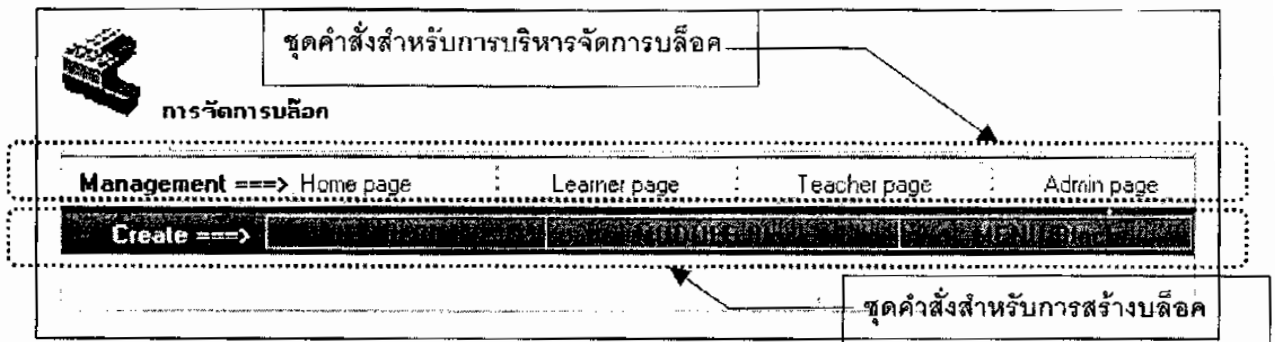 ชุดคำสั่งสำหรับการบริหารจัดการบล็อค
การจัดการบล๊อก
Management ===> Home page Learner page Teacher page Admin page
Create ===>
ชุดคำสั่งสำหรับการสร้างบล็อค